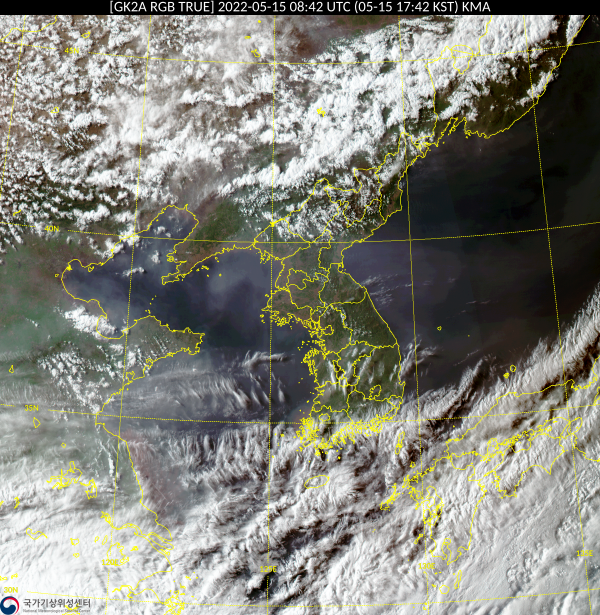 [GK2A RGB TRUE] 2022-05-15 08:42 UTC (05-15 17:42 KST) KMA
35N
125E
국가기상위성센터
National Meteorological Satellite Center